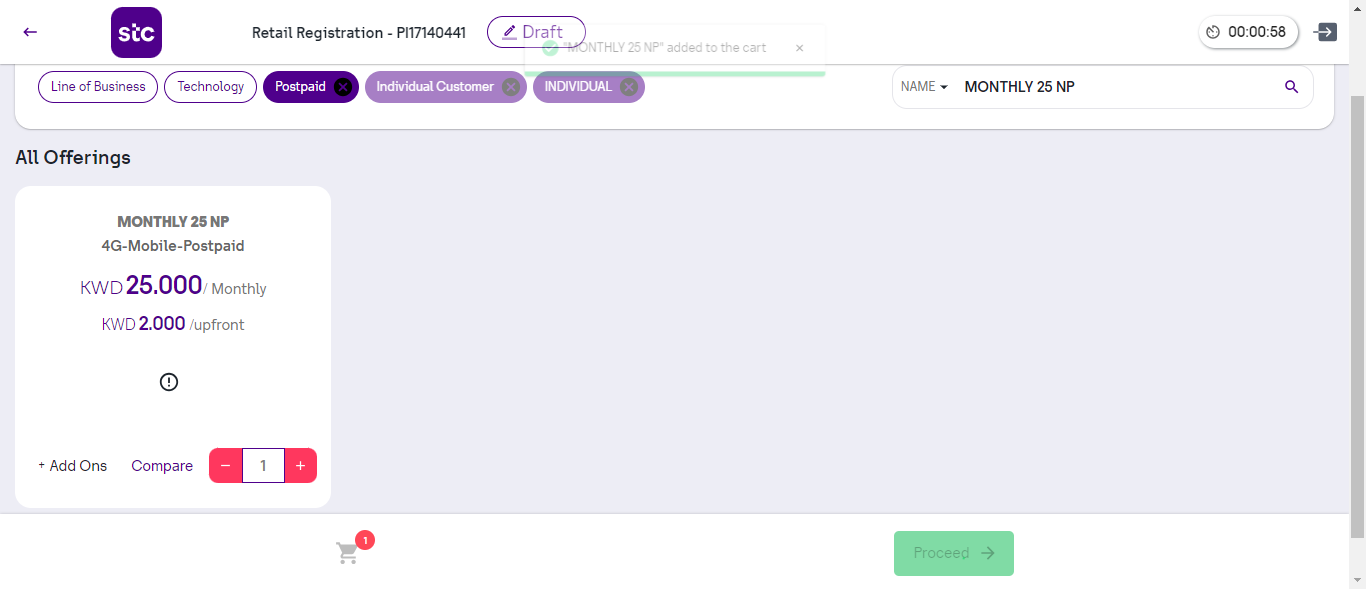 stc
Retail Registration - PI17140441
Draft
"MONTHLY 25 NP" added to the cart ×
00:00:58
Line of Business
Technology
Postpaid
Individual Customer
INDIVIDUAL
NAME
MONTHLY 25 NP
All Offerings
MONTHLY 25 NP
4G-Mobile-Postpaid
KWD 25.000/ Monthly
KWD 2.000 /upfront
+ Add Ons
Compare
− 1 +
1
Proceed